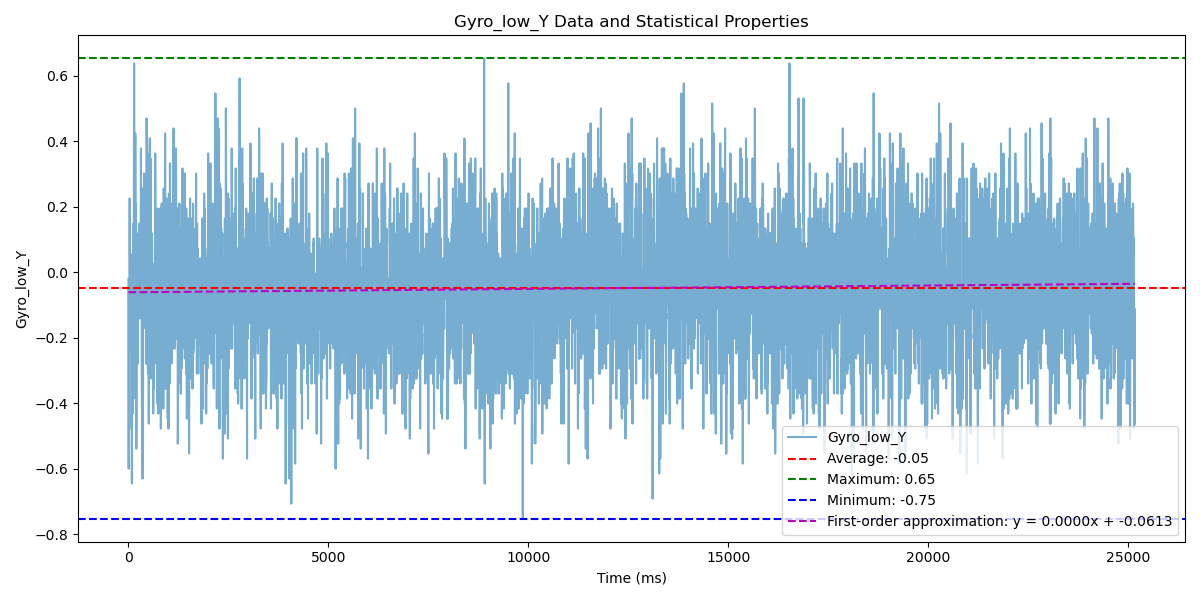 Gyro_low_Y Data and Statistical Properties
Gyro_low_Y
0.6
0.4
0.2
0.0
−0.2
−0.4
−0.6
−0.8
0
5000
10000
15000
20000
25000
Time (ms)
Gyro_low_Y
Average: -0.05
Maximum: 0.65
Minimum: -0.75
First-order approximation: y = 0.0000x + -0.0613